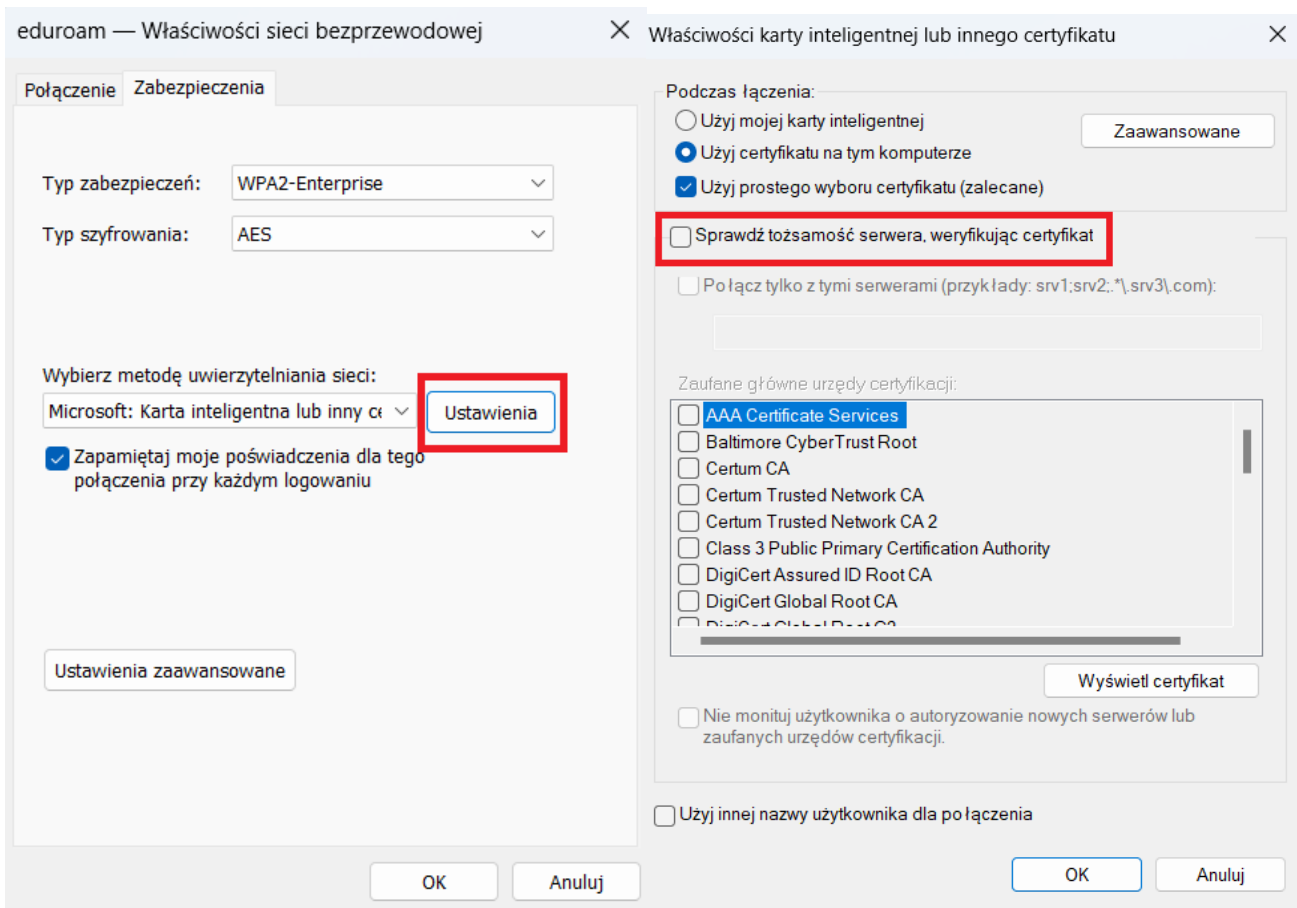 eduroam — Właściwości sieci bezprzewodowej
Połączenie
Zabezpieczenia
Typ zabezpieczeń:
WPA2-Enterprise
Typ szyfrowania:
AES
Wybierz metodę uwierzytelniania sieci:
Microsoft: Karta inteligentna lub inny ce
Ustawienia
Zapamiętaj moje poświadczenia dla tego
połączenia przy każdym logowaniu
Ustawienia zaawansowane
OK
Anuluj
Właściwości karty inteligentnej lub innego certyfikatu
Podczas łączenia:
Użyj mojej karty inteligentnej
Zaawansowane
Użyj certyfikatu na tym komputerze
Użyj prostego wyboru certyfikatu (zalecane)
Sprawdź tożsamość serwera, weryfikując certyfikat
Połącz tylko z tymi serwerami (przykłady: srv1;srv2;.*\.srv3\.com):
Zaufane główne urzędy certyfikacji:
AAA Certificate Services
Baltimore CyberTrust Root
Certum CA
Certum Trusted Network CA
Certum Trusted Network CA 2
Class 3 Public Primary Certification Authority
DigiCert Assured ID Root CA
DigiCert Global Root CA
DigiCert Global Root G2
Wyświetl certyfikat
Nie monituj użytkownika o autoryzowanie nowych serwerów lub
zaufanych urzędów certyfikacji.
Użyj innej nazwy użytkownika dla połączenia
OK
Anuluj